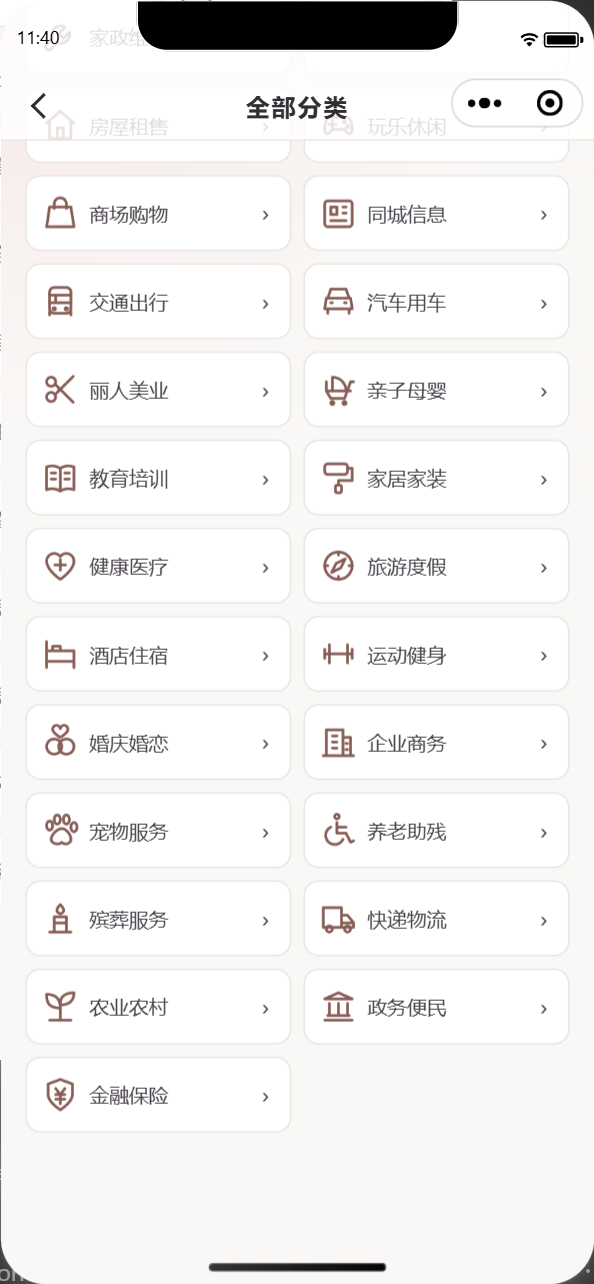 11:40
家政维
全部分类
房屋租售 ›
玩乐休闲 ›
商场购物 ›
同城信息 ›
交通出行 ›
汽车用车 ›
丽人美业 ›
亲子母婴 ›
教育培训 ›
家居家装 ›
健康医疗 ›
旅游度假 ›
酒店住宿 ›
运动健身 ›
婚庆婚恋 ›
企业商务 ›
宠物服务 ›
养老助残 ›
殡葬服务 ›
快递物流 ›
农业农村 ›
政务便民 ›
金融保险 ›